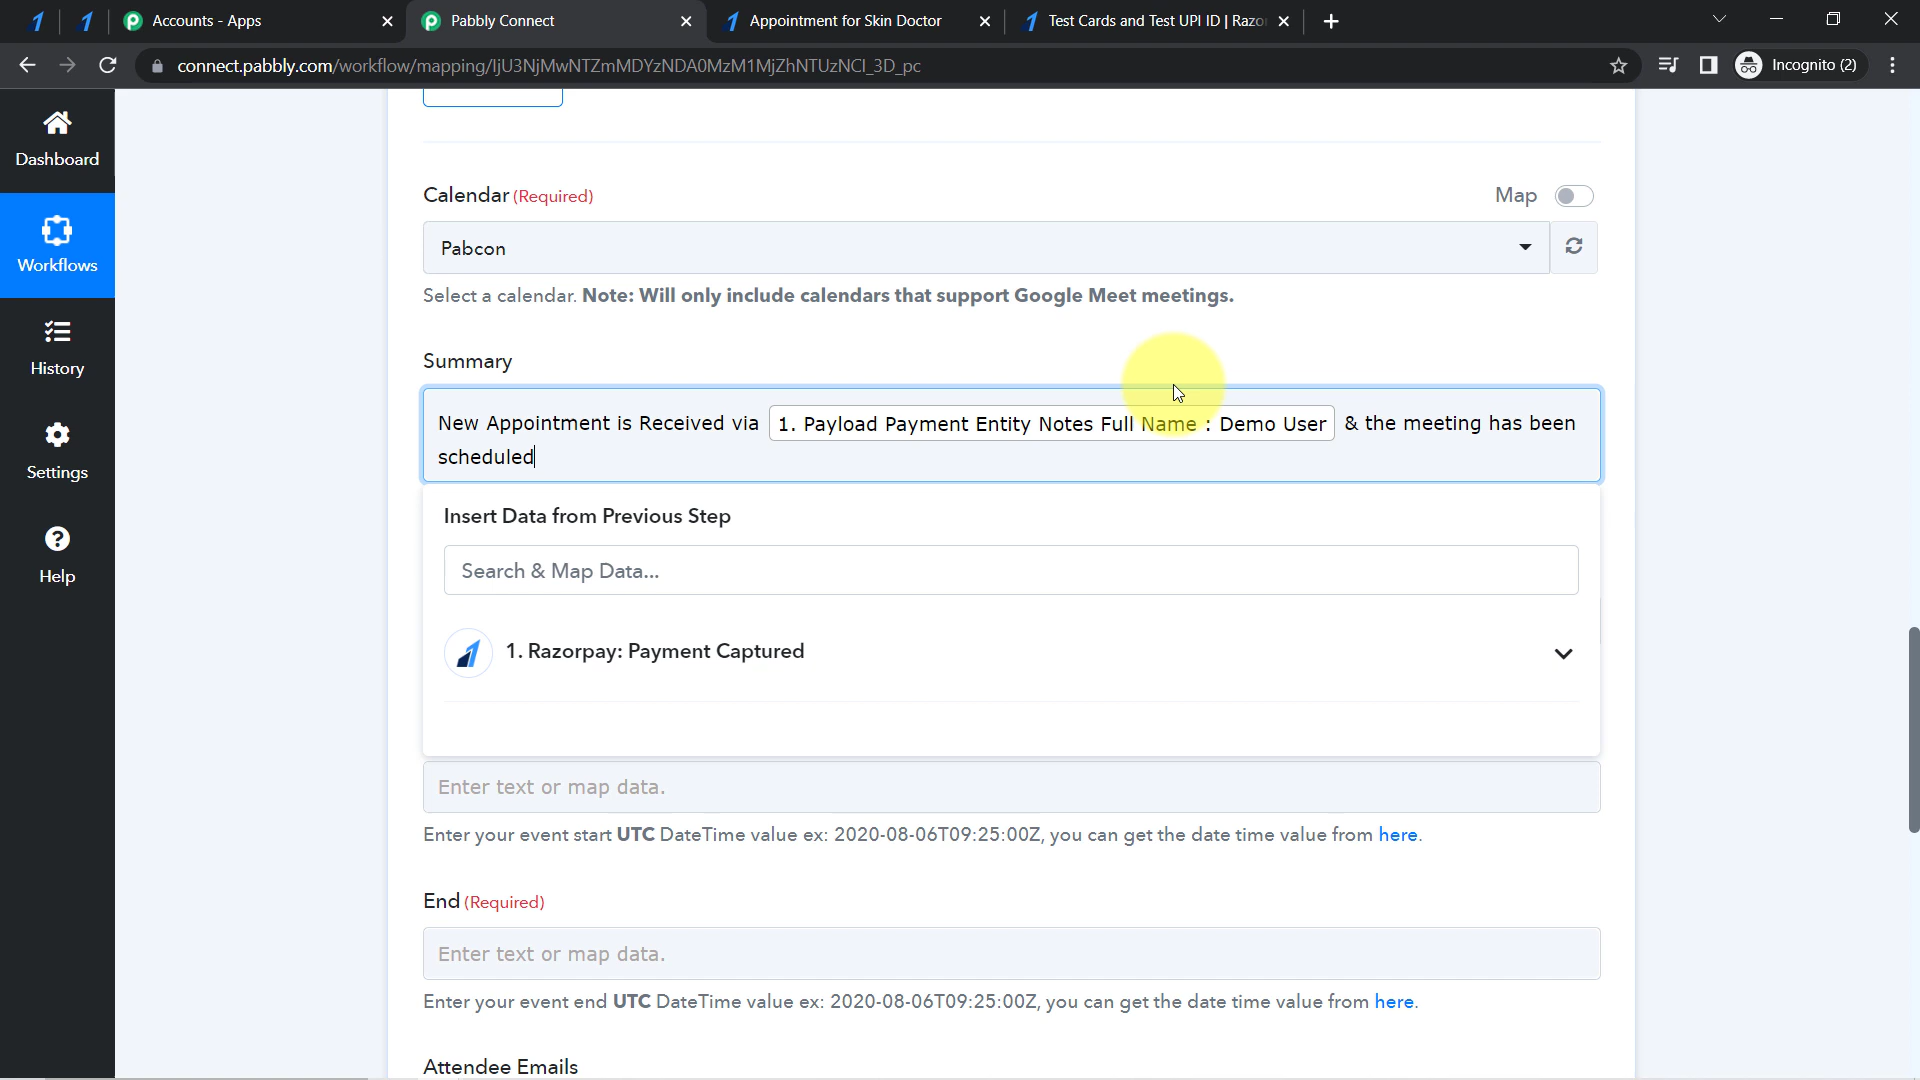 Accounts - Apps
Pabbly Connect
Appointment for Skin Doctor
Test Cards and Test UPI ID | Razo
connect.pabbly.com/workflow/mapping/IjU3NjMwNTZmMDYzNDA0MzM1MjZhNTUzNCI_3D_pc
Incognito (2)
Dashboard
Workflows
History
Settings
Help
Calendar (Required)
Map
Pabcon
Select a calendar. Note: Will only include calendars that support Google Meet meetings.
Summary
New Appointment is Received via 1. Payload Payment Entity Notes Full Name : Demo User & the meeting has been
scheduled
Insert Data from Previous Step
Search & Map Data...
1. Razorpay: Payment Captured
Enter text or map data.
Enter your event start UTC DateTime value ex: 2020-08-06T09:25:00Z, you can get the date time value from here.
End (Required)
Enter text or map data.
Enter your event end UTC DateTime value ex: 2020-08-06T09:25:00Z, you can get the date time value from here.
Attendee Emails